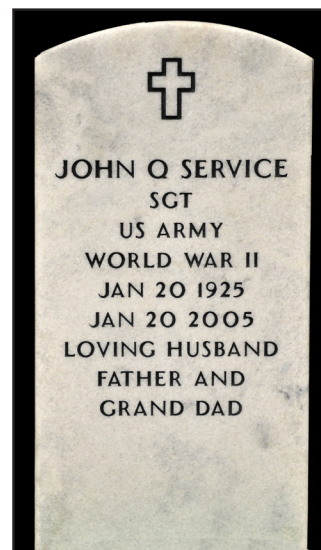 JOHN Q SERVICE
SGT
US ARMY
WORLD WAR II
JAN 20 1925
JAN 20 2005
LOVING HUSBAND
FATHER AND
GRAND DAD